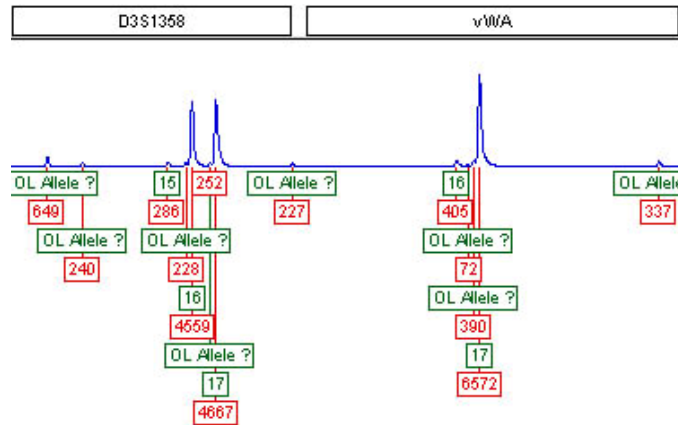 D3S1358 vWA
OL Allele ? 15 252 OL Allele ? 16 OL Allele
649 286 227 405 337
OL Allele ? OL Allele ? OL Allele ?
240 228 72
16 OL Allele ?
4559 390
OL Allele ? 17
17 6572
4667